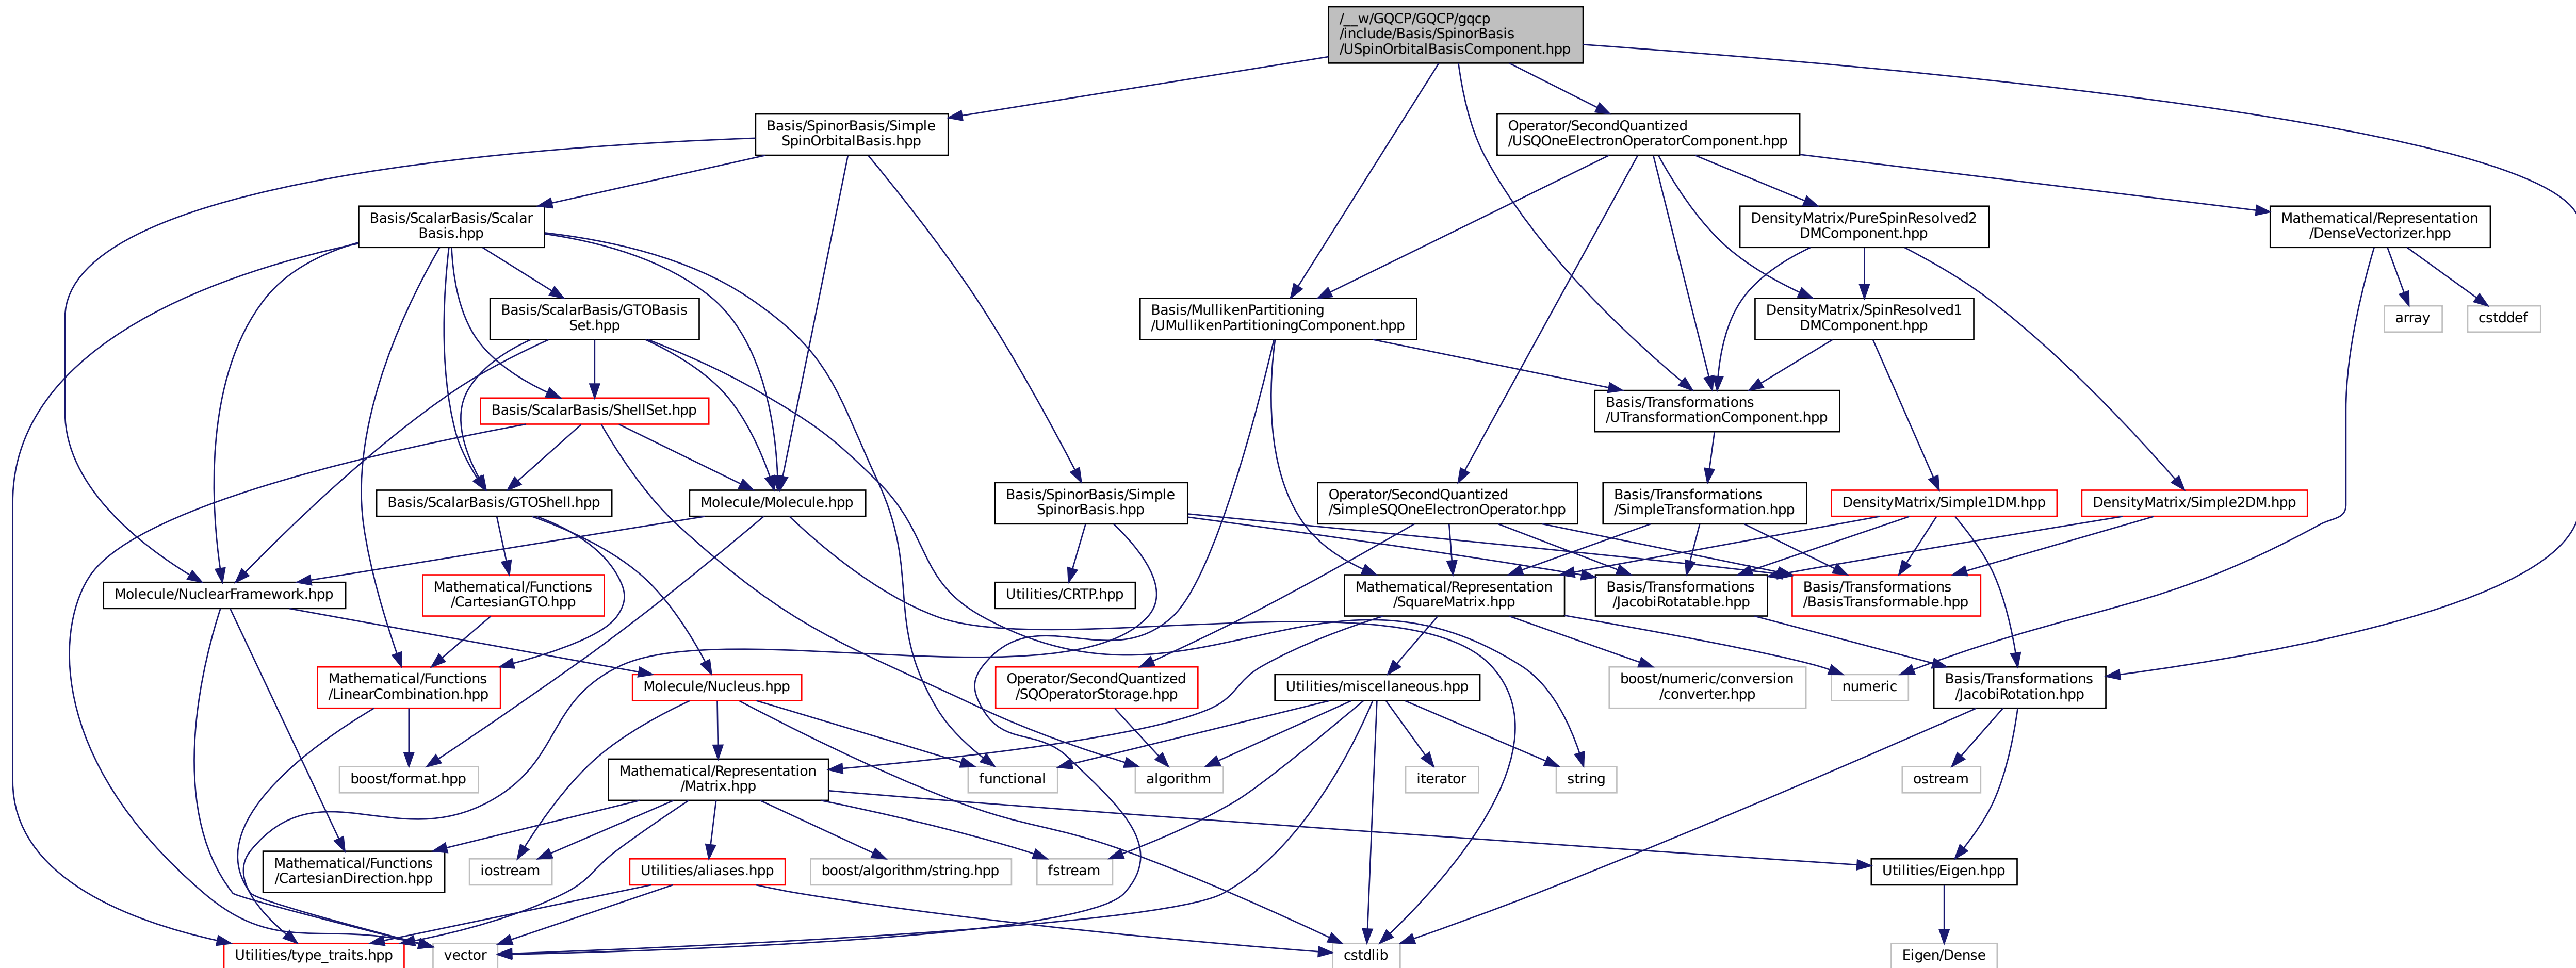 /__w/GQCP/GQCP/gqcp
/include/Basis/SpinorBasis
/USpinOrbitalBasisComponent.hpp
Basis/SpinorBasis/Simple
SpinOrbitalBasis.hpp
Operator/SecondQuantized
/USQOneElectronOperatorComponent.hpp
Basis/ScalarBasis/Scalar
Basis.hpp
DensityMatrix/PureSpinResolved2
DMComponent.hpp
Mathematical/Representation
/DenseVectorizer.hpp
Basis/ScalarBasis/GTOBasis
Set.hpp
Basis/MullikenPartitioning
/UMullikenPartitioningComponent.hpp
DensityMatrix/SpinResolved1
DMComponent.hpp
array
cstddef
Basis/ScalarBasis/ShellSet.hpp
Basis/Transformations
/UTransformationComponent.hpp
Basis/ScalarBasis/GTOShell.hpp
Molecule/Molecule.hpp
Basis/SpinorBasis/Simple
SpinorBasis.hpp
Operator/SecondQuantized
/SimpleSQOneElectronOperator.hpp
Basis/Transformations
/SimpleTransformation.hpp
DensityMatrix/Simple1DM.hpp
DensityMatrix/Simple2DM.hpp
Molecule/NuclearFramework.hpp
Mathematical/Functions
/CartesianGTO.hpp
Utilities/CRTP.hpp
Mathematical/Representation
/SquareMatrix.hpp
Basis/Transformations
/JacobiRotatable.hpp
Basis/Transformations
/BasisTransformable.hpp
Mathematical/Functions
/LinearCombination.hpp
Molecule/Nucleus.hpp
Operator/SecondQuantized
/SQOperatorStorage.hpp
Utilities/miscellaneous.hpp
boost/numeric/conversion
/converter.hpp
numeric
Basis/Transformations
/JacobiRotation.hpp
boost/format.hpp
Mathematical/Representation
/Matrix.hpp
functional
algorithm
iterator
string
ostream
Mathematical/Functions
/CartesianDirection.hpp
iostream
Utilities/aliases.hpp
boost/algorithm/string.hpp
fstream
Utilities/Eigen.hpp
Utilities/type_traits.hpp
vector
cstdlib
Eigen/Dense